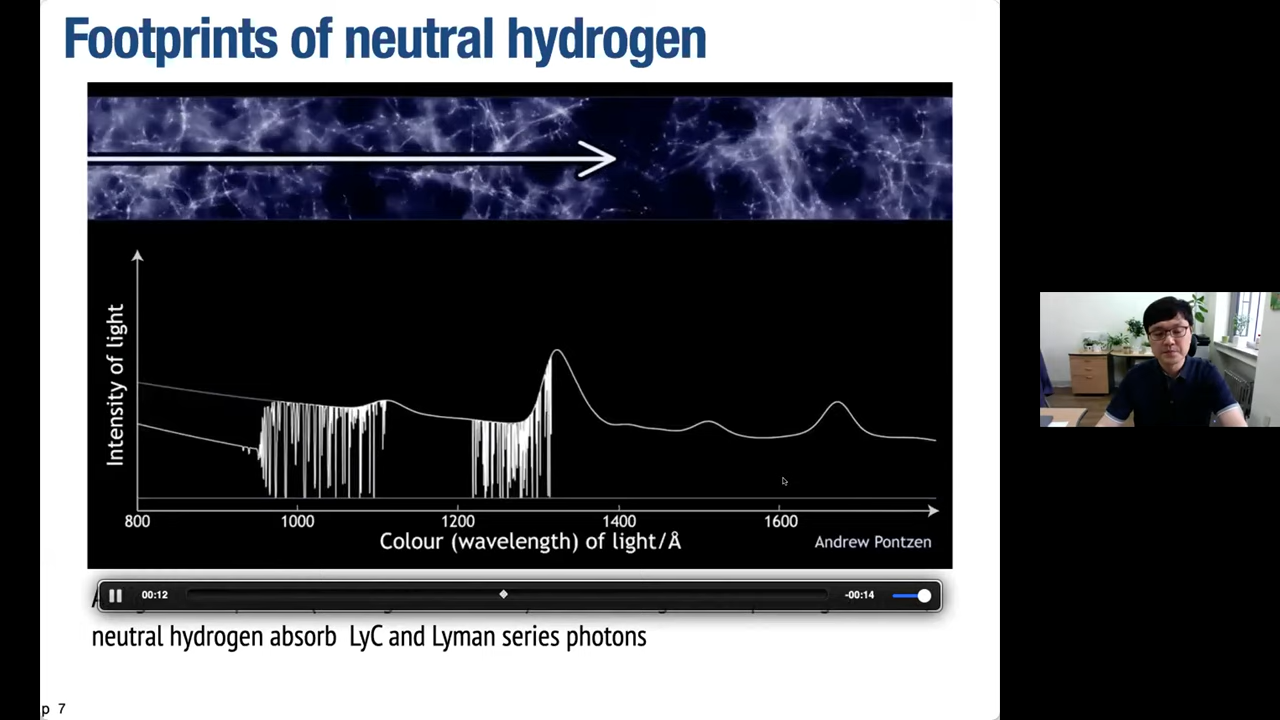 Footprints of neutral hydrogen
Intensity of light
800 1000 1200 1400 1600
Colour (wavelength) of light/Å
Andrew Pontzen
00:12 -00:14
neutral hydrogen absorb LyC and Lyman series photons
p 7